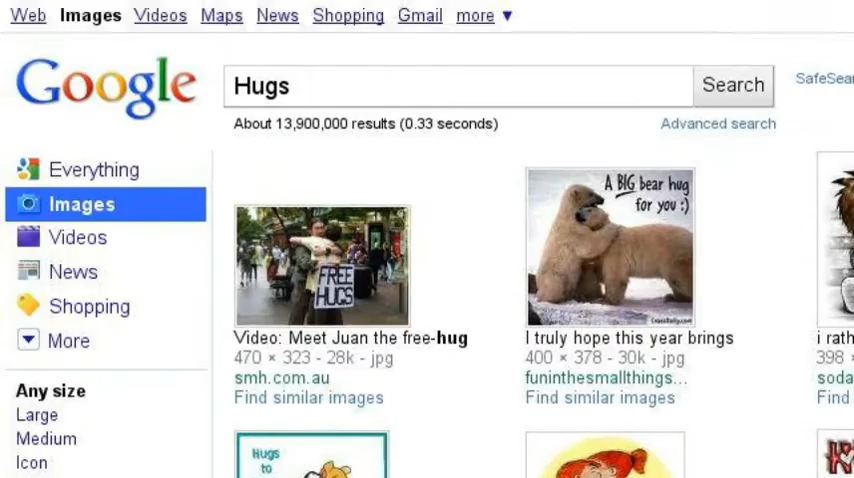 Web Images Videos Maps News Shopping Gmail more ▼
Google
Hugs
Search
SafeSear
About 13,900,000 results (0.33 seconds)
Advanced search
Everything
Images
Videos
News
Shopping
More
Any size
Large
Medium
Icon
FREE
HUGS
Video: Meet Juan the free-hug
470 × 323 - 28k - jpg
smh.com.au
Find similar images
A BIG bear hug
for you :)
I truly hope this year brings
400 × 378 - 30k - jpg
funinthesmallthings...
Find similar images
i rath
398 ×
soda
Find
Hugs
to